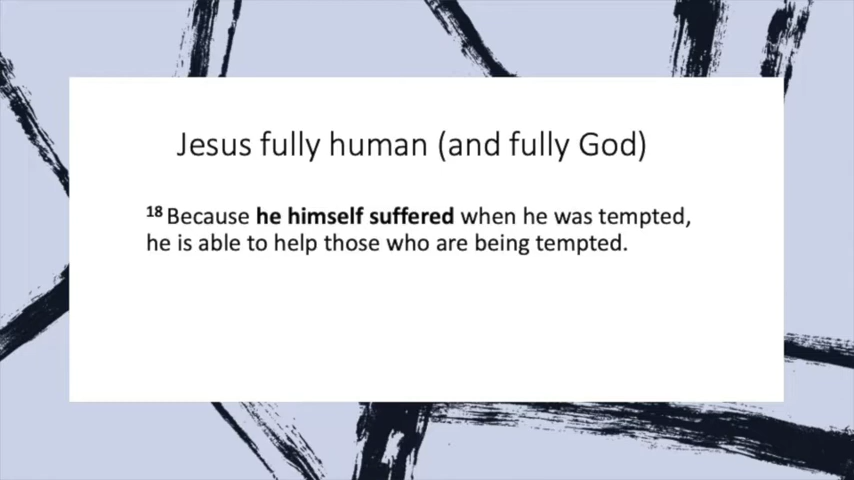 Jesus fully human (and fully God)
18 Because he himself suffered when he was tempted,
he is able to help those who are being tempted.